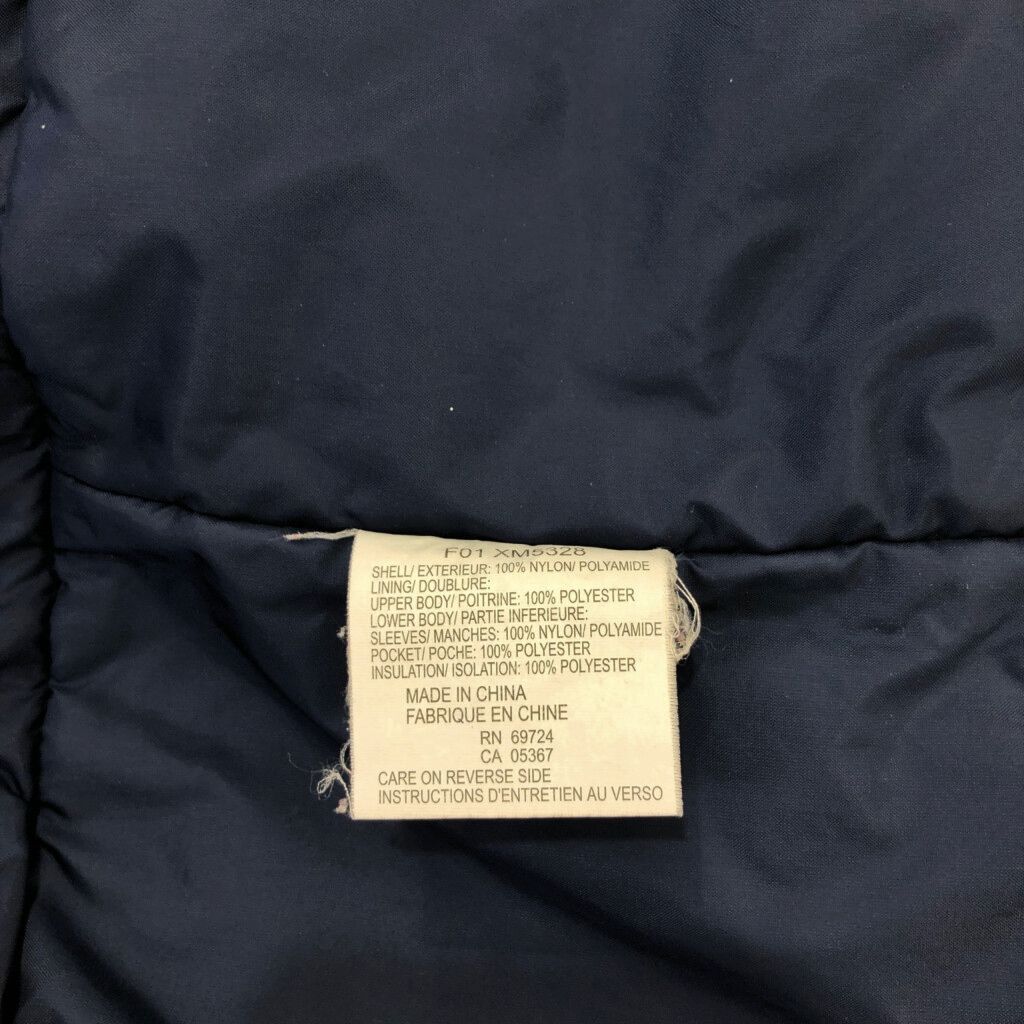 F01 XM5328
SHELL/ EXTERIEUR: 100% NYLON/ POLYAMIDE
LINING/ DOUBLURE:
UPPER BODY/ POITRINE: 100% POLYESTER
LOWER BODY/ PARTIE INFERIEURE:
SLEEVES/ MANCHES: 100% NYLON/ POLYAMIDE
POCKET/ POCHE: 100% POLYESTER
INSULATION/ ISOLATION: 100% POLYESTER
MADE IN CHINA
FABRIQUE EN CHINE
RN 69724
CA 05367
CARE ON REVERSE SIDE
INSTRUCTIONS D'ENTRETIEN AU VERSO